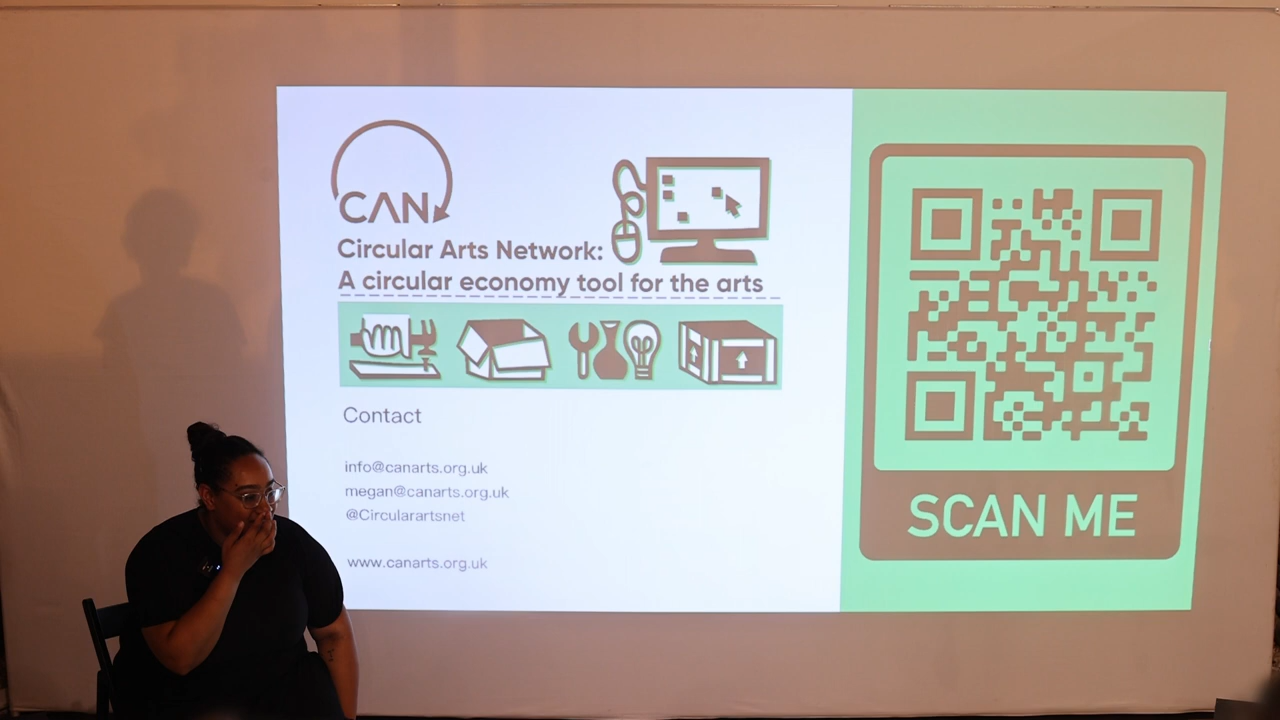 CAN
Circular Arts Network:
A circular economy tool for the arts
Contact
info@canarts.org.uk
megan@canarts.org.uk
@Circulartsnet
www.canarts.org.uk
SCAN ME